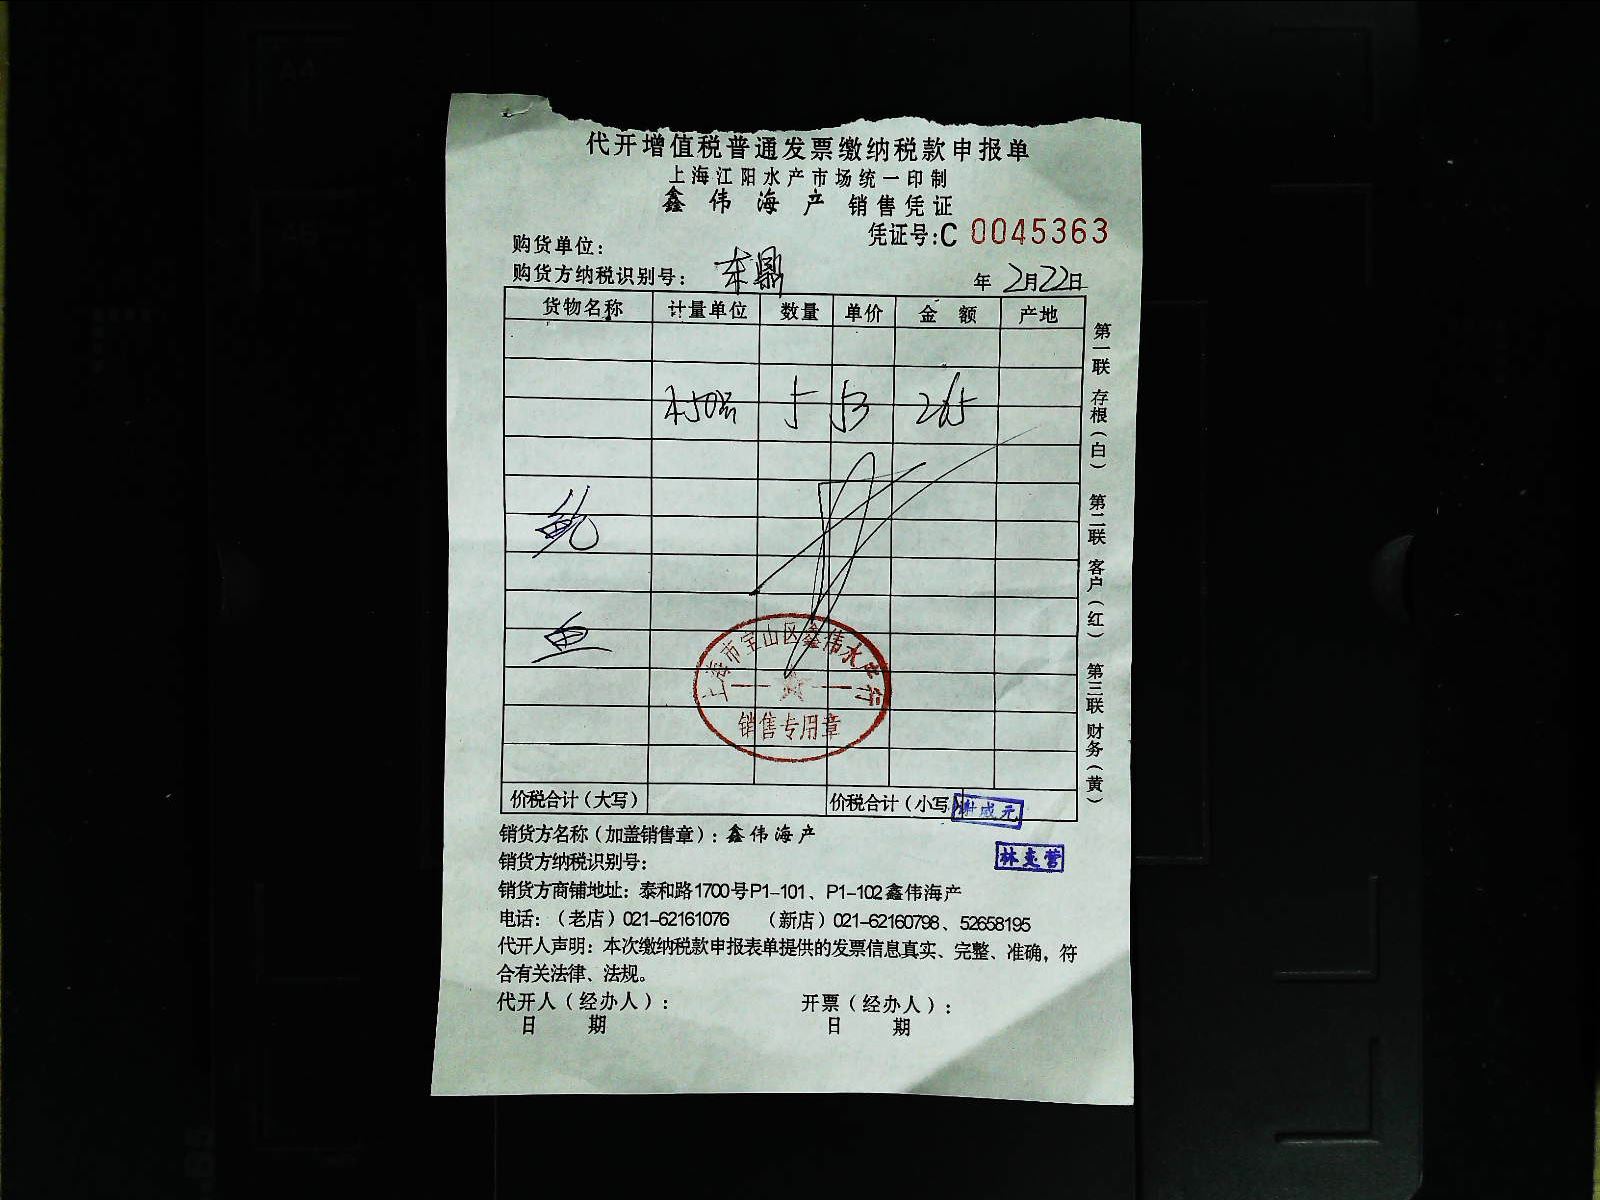 代开增值税普通发票缴纳税款申报单
上海江阳水产市场统一印制
鑫伟海产 销售凭证
凭证号:C 0045363
购货单位:
购货方纳税识别号: 本鼎
年 2月22日
货物名称 计量单位 数量 单价 金额 产地
5 53 265
鲍
鱼
上海市宝山区鑫伟水产行
销售专用章
价税合计(大写) 价税合计(小写)
谢成元
林支营
销货方名称(加盖销售章):鑫伟海产
销货方纳税识别号:
销货方商铺地址:泰和路1700号P1-101、P1-102鑫伟海产
电话:(老店)021-62161076 (新店)021-62160798、52658195
代开人声明:本次缴纳税款申报表单提供的发票信息真实、完整、准确,符
合有关法律、法规。
代开人(经办人): 开票(经办人):
日期 日期
第一联 存根(白) 第二联 客户(红) 第三联 财务(黄)